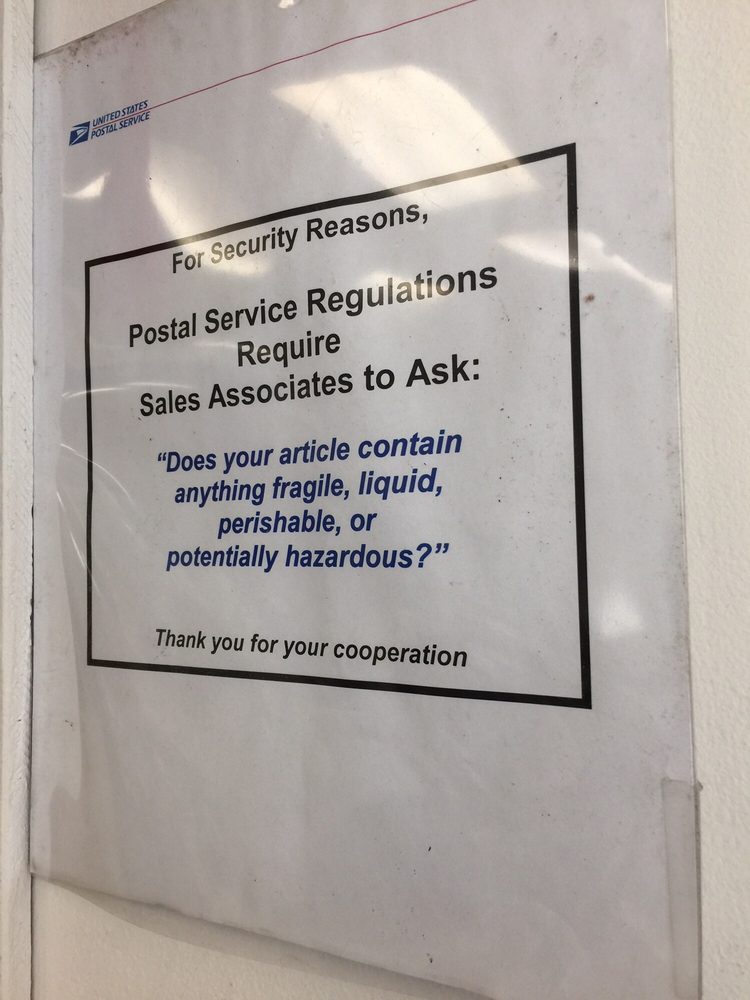 UNITED STATES
POSTAL SERVICE
For Security Reasons,
Postal Service Regulations
Require
Sales Associates to Ask:
“Does your article contain
anything fragile, liquid,
perishable, or
potentially hazardous?”
Thank you for your cooperation